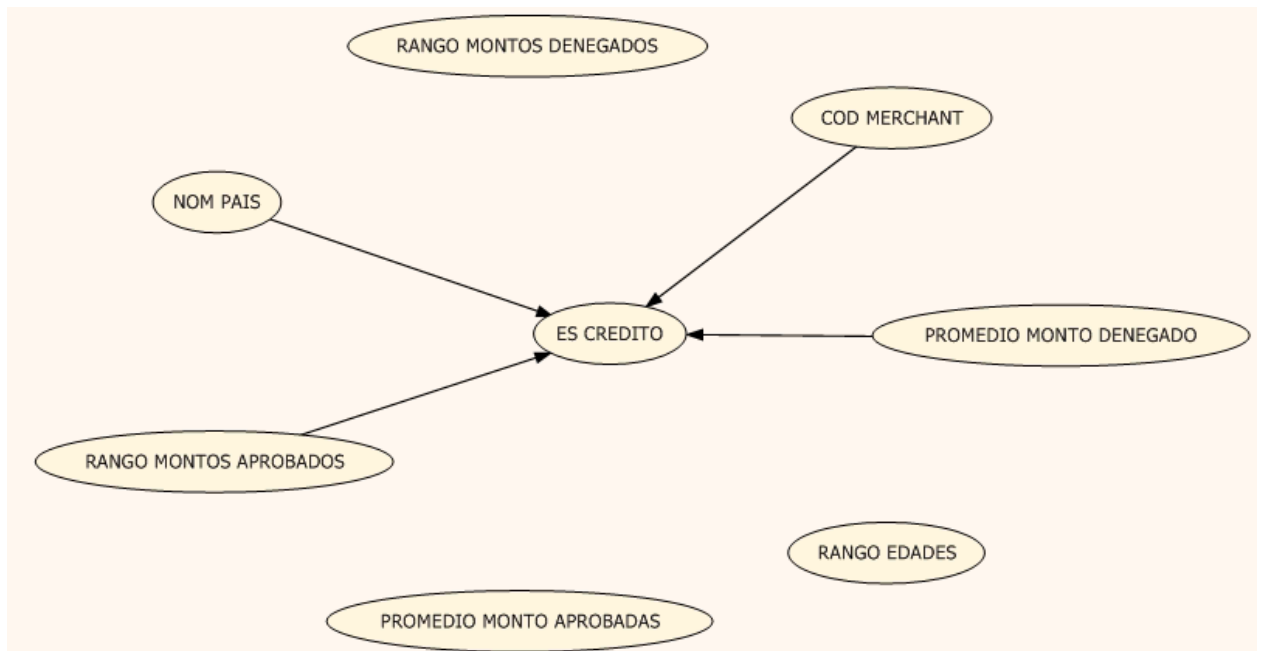 RANGO MONTOS DENEGADOS
COD MERCHANT
NOM PAIS
ES CREDITO
PROMEDIO MONTO DENEGADO
RANGO MONTOS APROBADOS
RANGO EDADES
PROMEDIO MONTO APROBADAS